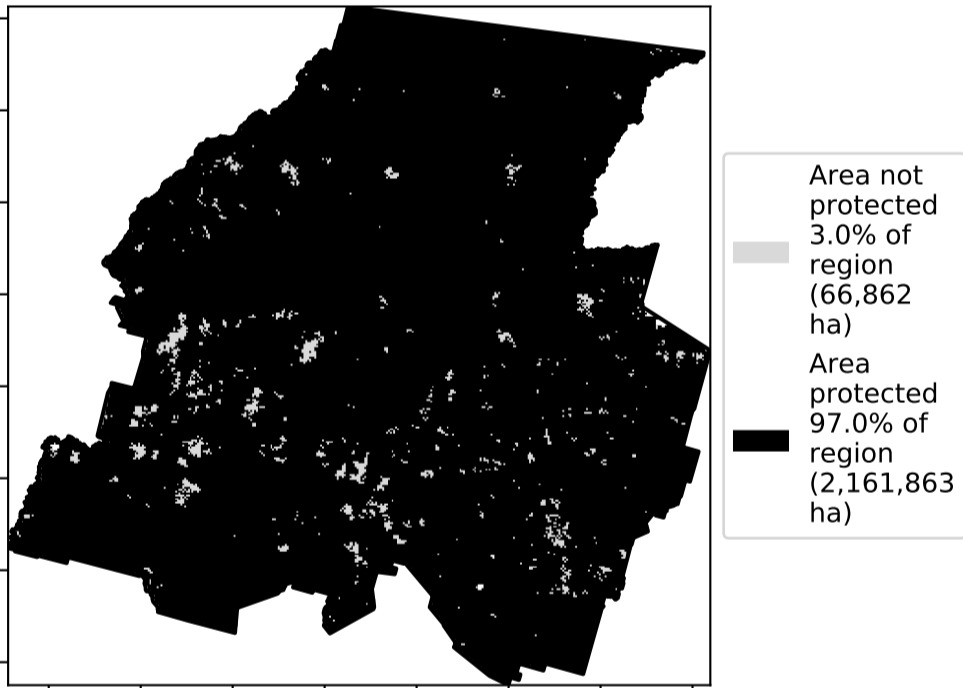 Area not
protected
3.0% of
region
(66,862
ha)
Area
protected
97.0% of
region
(2,161,863
ha)